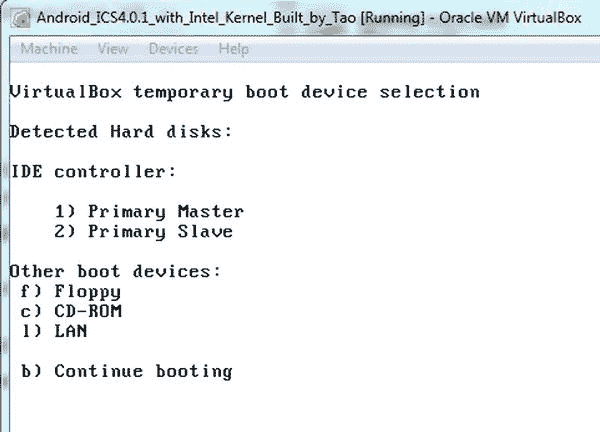 Android_ICS4.0.1_with_Intel_Kernel_Built_by_Tao [Running] - Oracle VM VirtualBox
Machine View Devices Help
VirtualBox temporary boot device selection
Detected Hard disks:
IDE controller:
1) Primary Master
2) Primary Slave
Other boot devices:
f) Floppy
c) CD-ROM
l) LAN
b) Continue booting